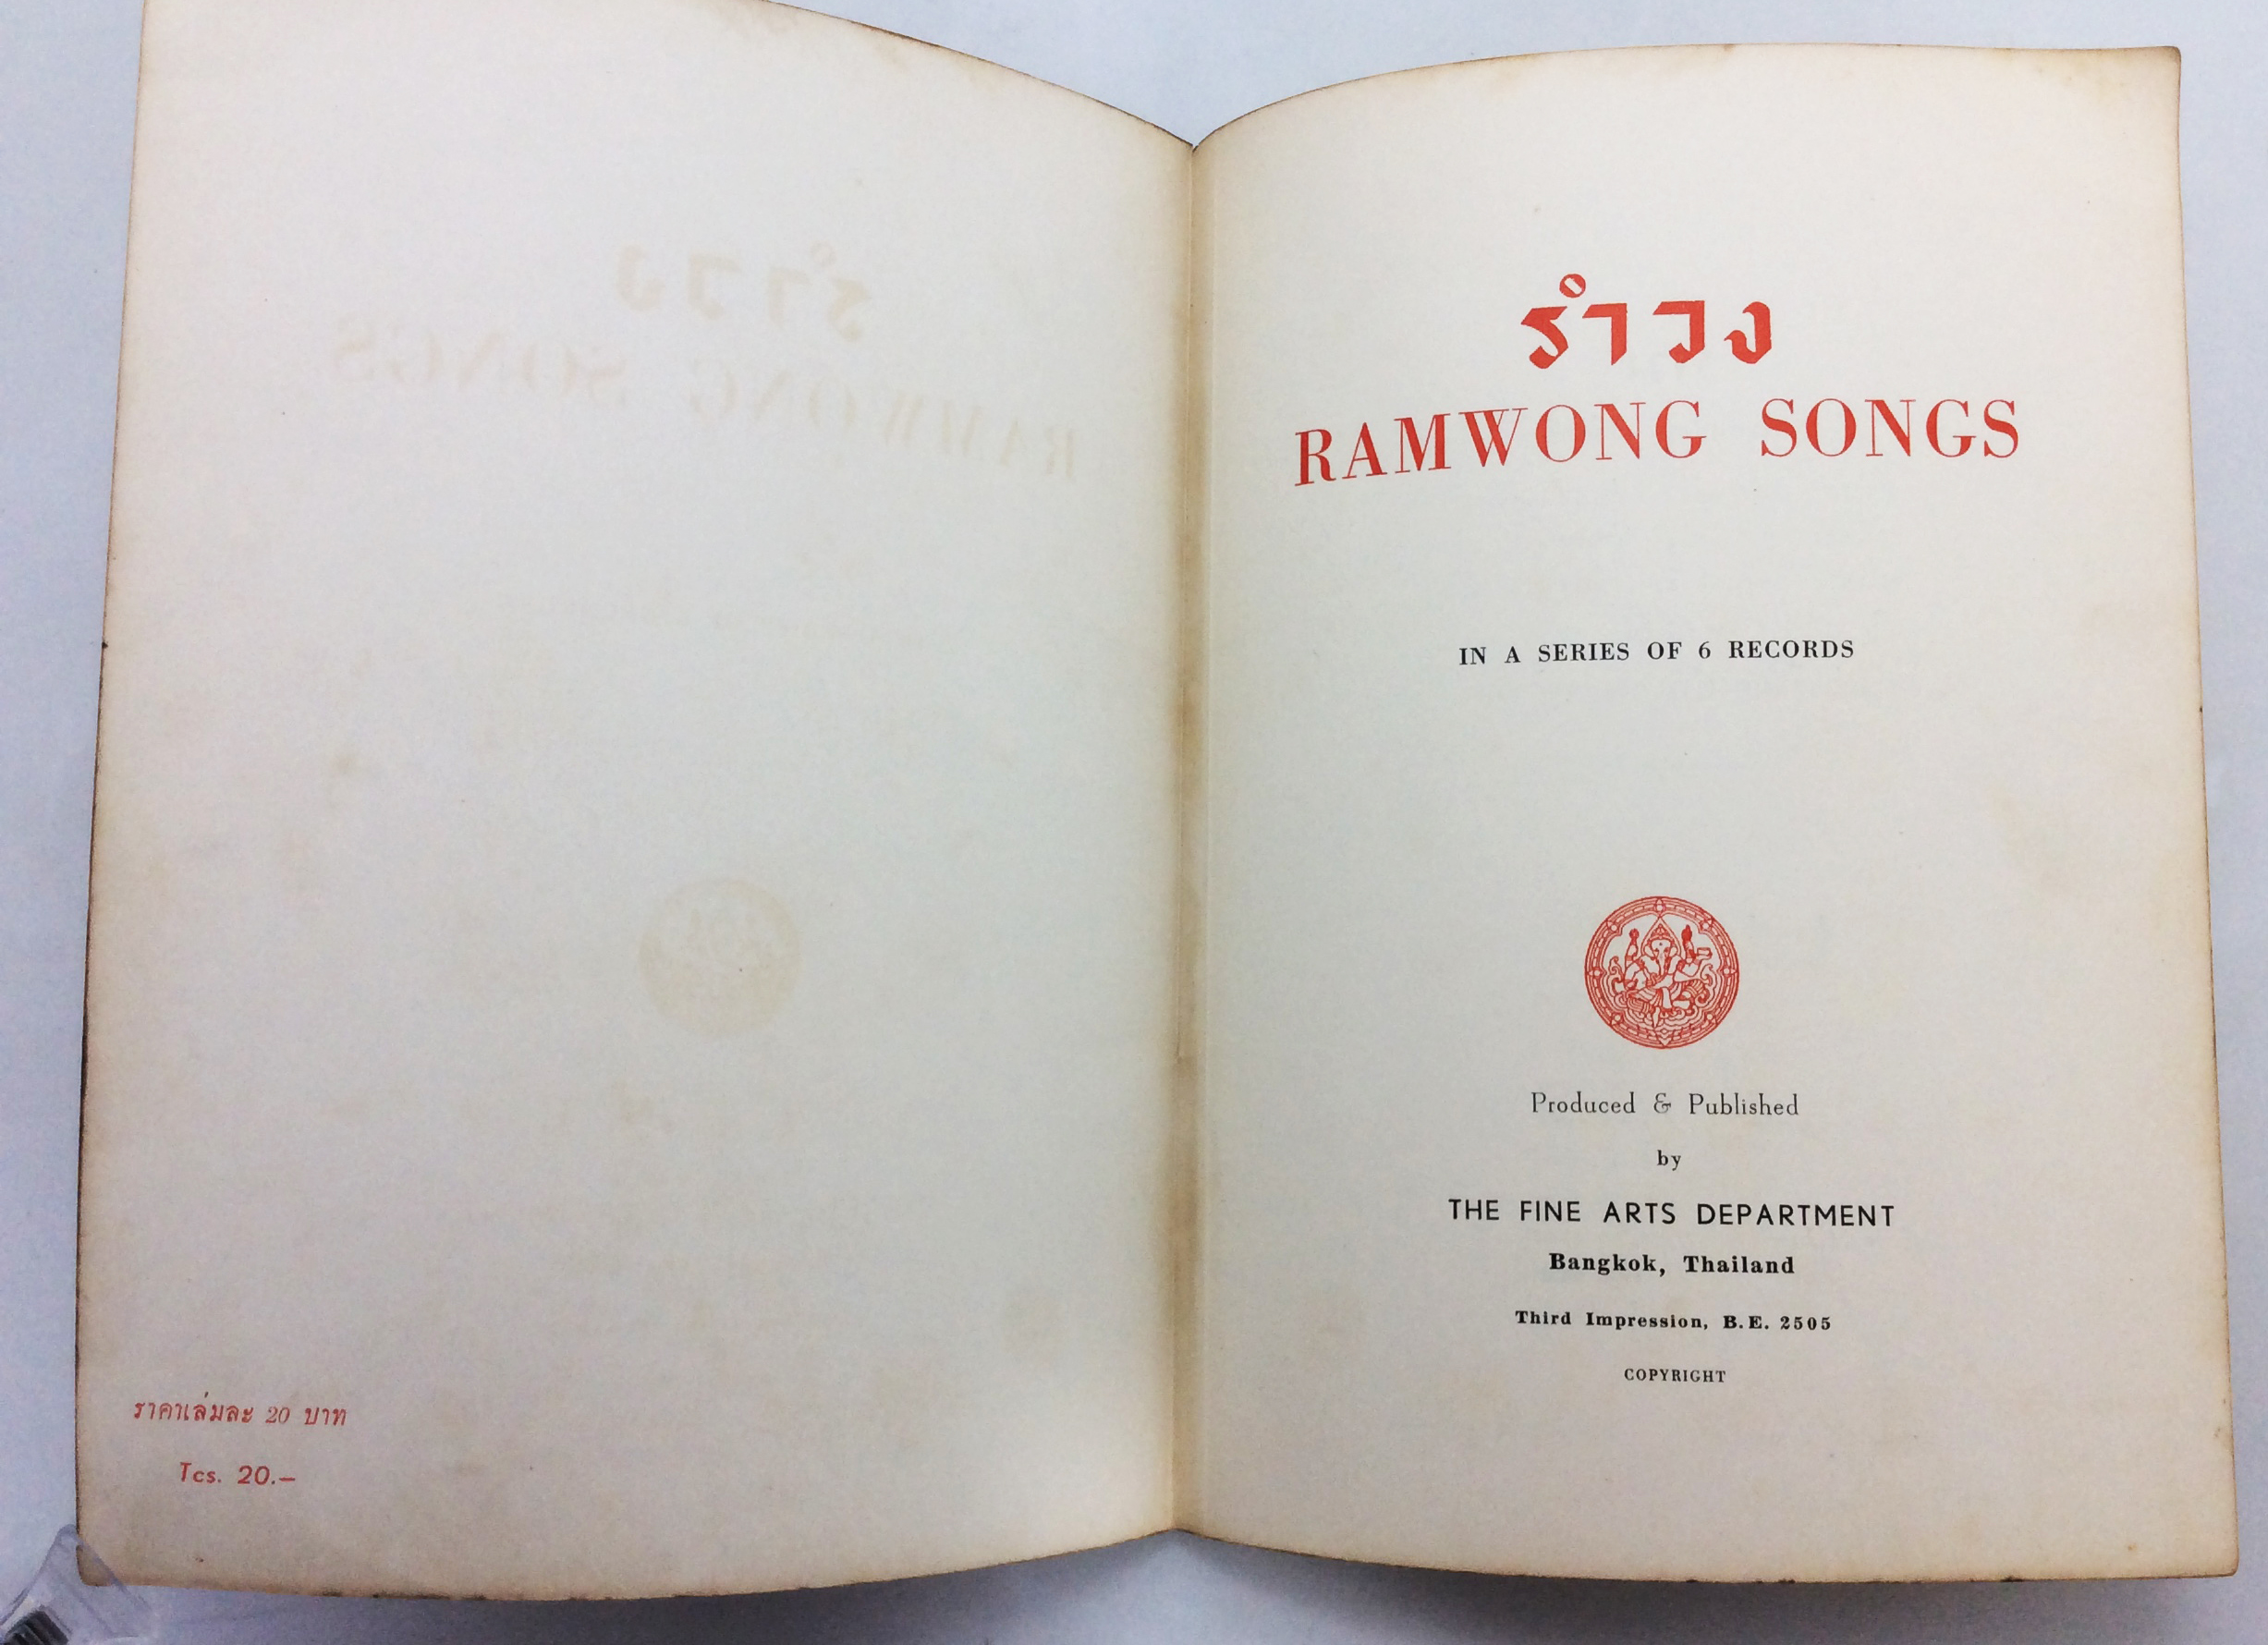 ราคาเล่มละ 20 บาท
Tcs. 20.—
รำวง
RAMWONG SONGS
IN A SERIES OF 6 RECORDS
Produced & Published
by
THE FINE ARTS DEPARTMENT
Bangkok, Thailand
Third Impression, B.E. 2505
COPYRIGHT